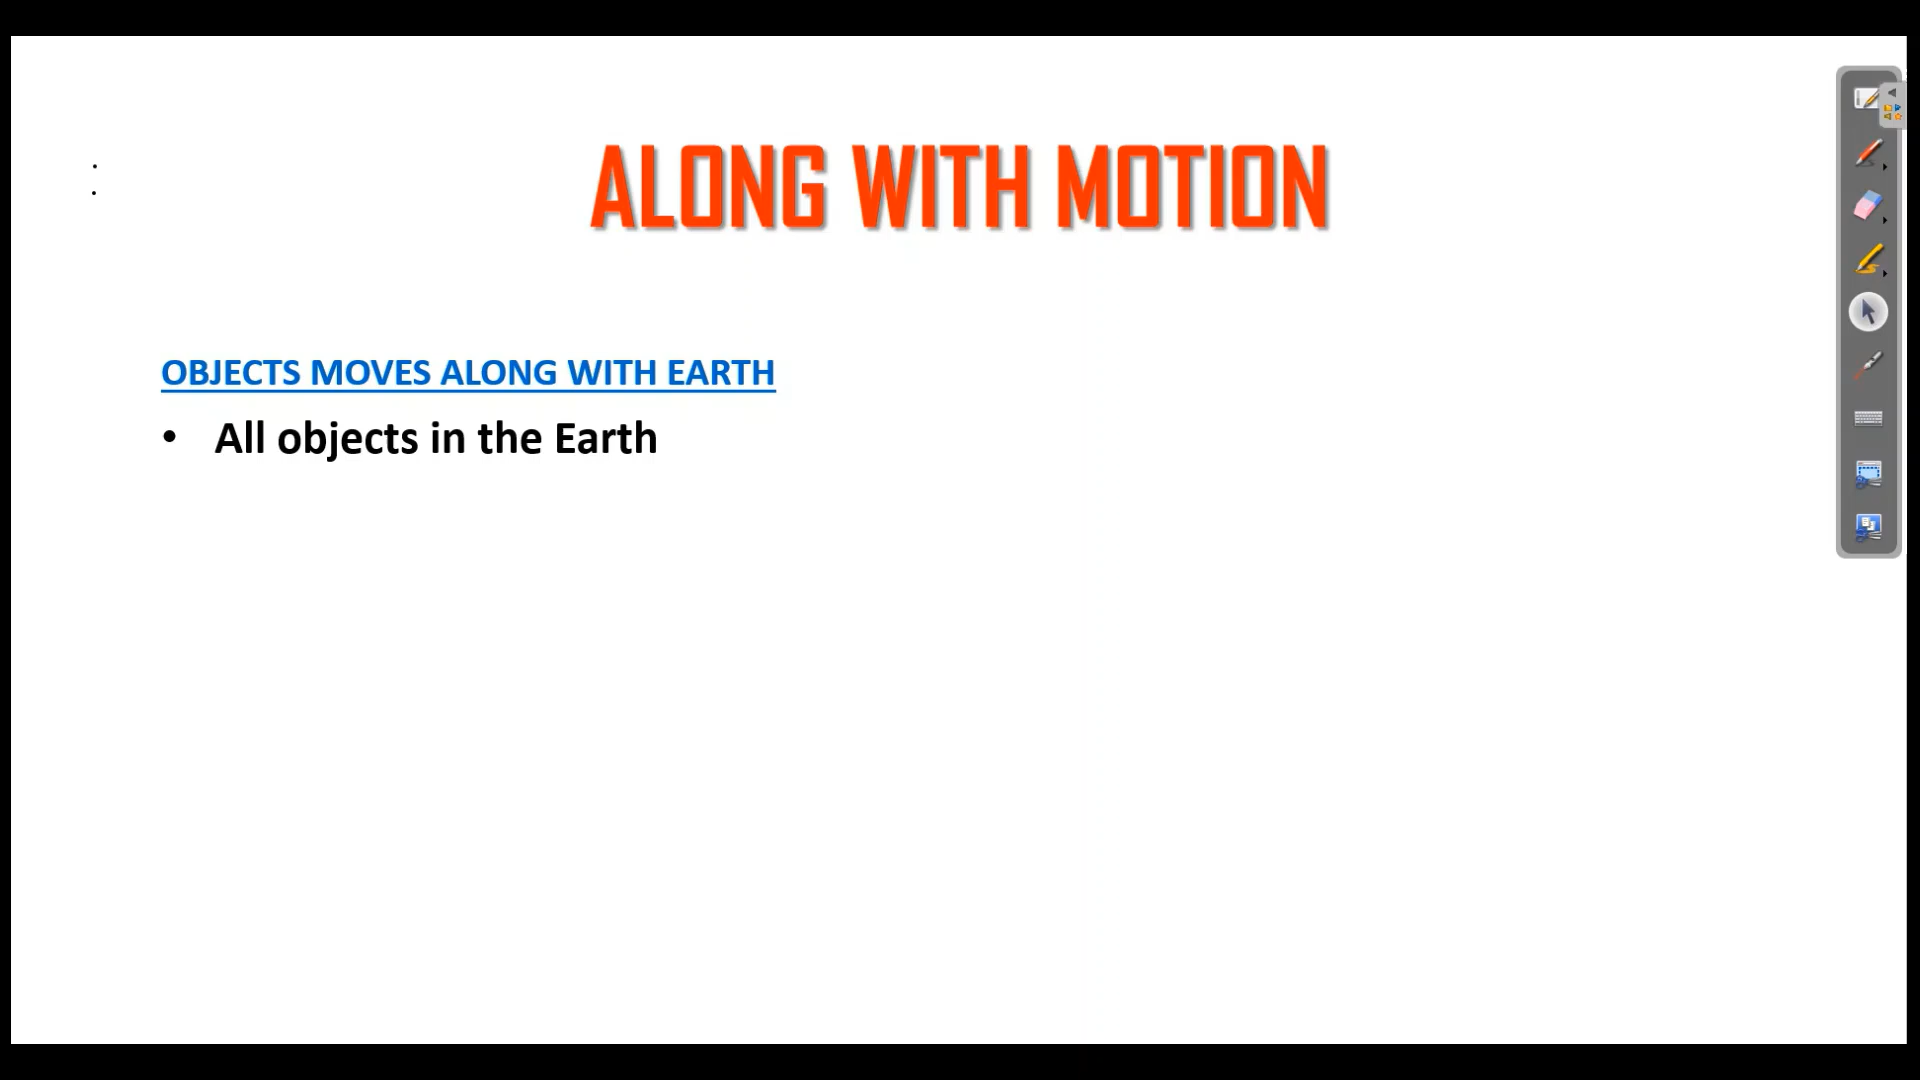 ALONG WITH MOTION
OBJECTS MOVES ALONG WITH EARTH
• All objects in the Earth